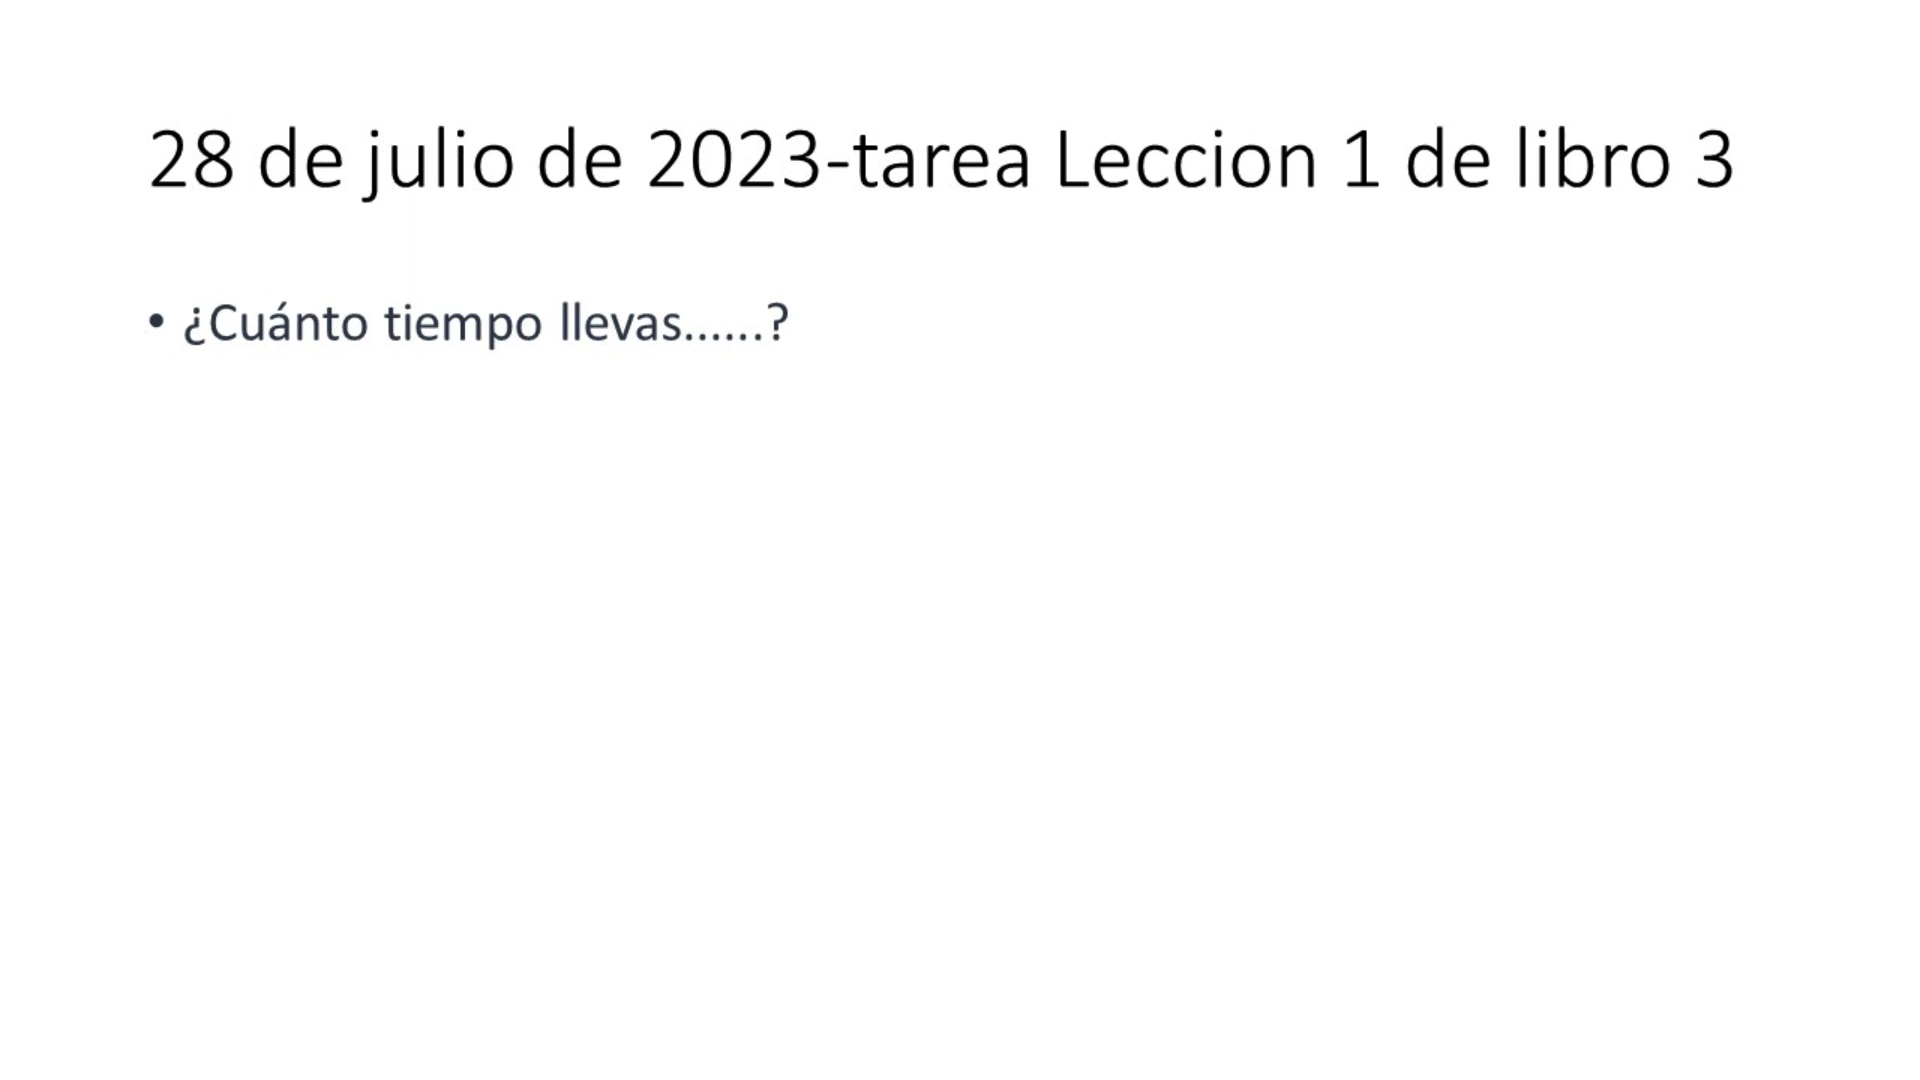 28 de julio de 2023-tarea Leccion 1 de libro 3
• ¿Cuánto tiempo llevas......?